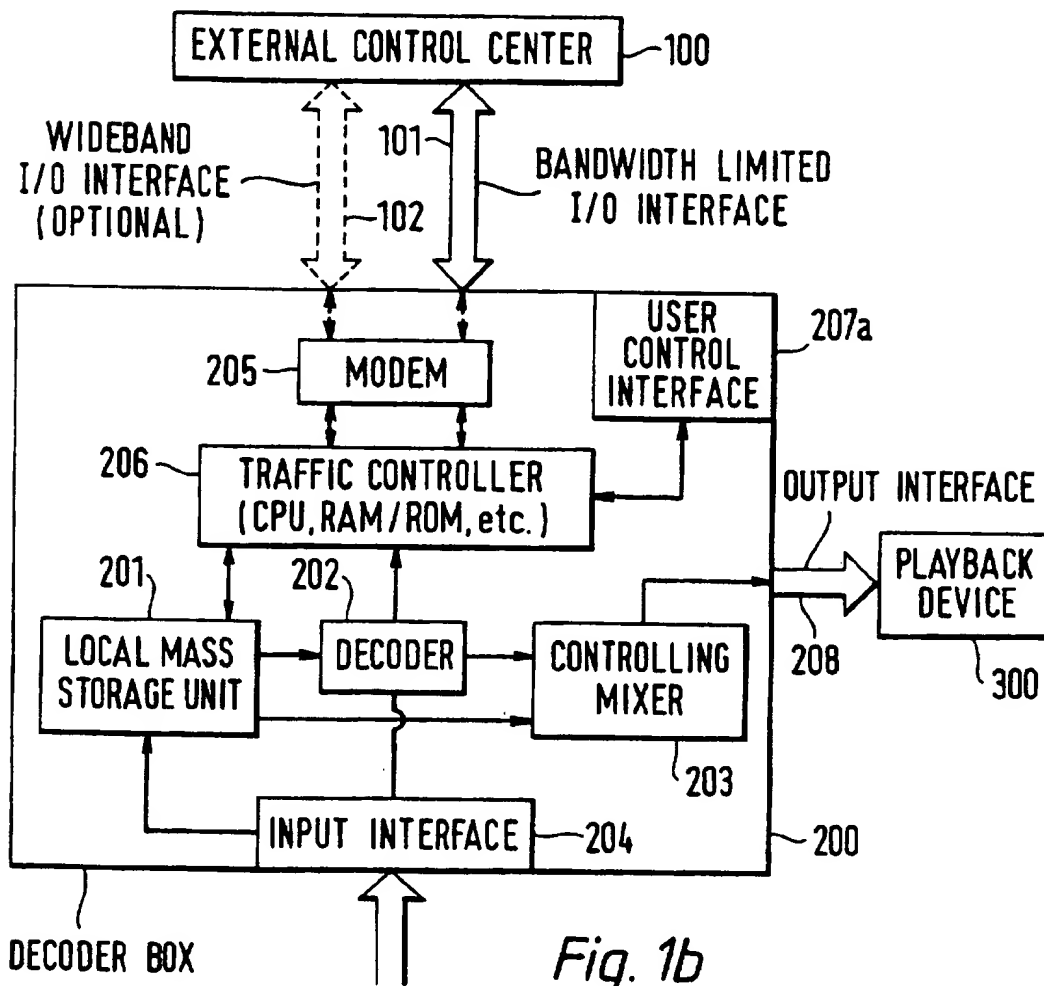 EXTERNAL CONTROL CENTER
100
WIDEBAND
I/O INTERFACE
(OPTIONAL)
101
102
BANDWIDTH LIMITED
I/O INTERFACE
USER
CONTROL
INTERFACE
207a
205
MODEM
206
TRAFFIC CONTROLLER
(CPU, RAM/ROM, etc.)
OUTPUT INTERFACE
201
202
LOCAL MASS
STORAGE UNIT
DECODER
CONTROLLING
MIXER
PLAYBACK
DEVICE
208
300
203
INPUT INTERFACE
204
200
DECODER BOX
Fig. 1b